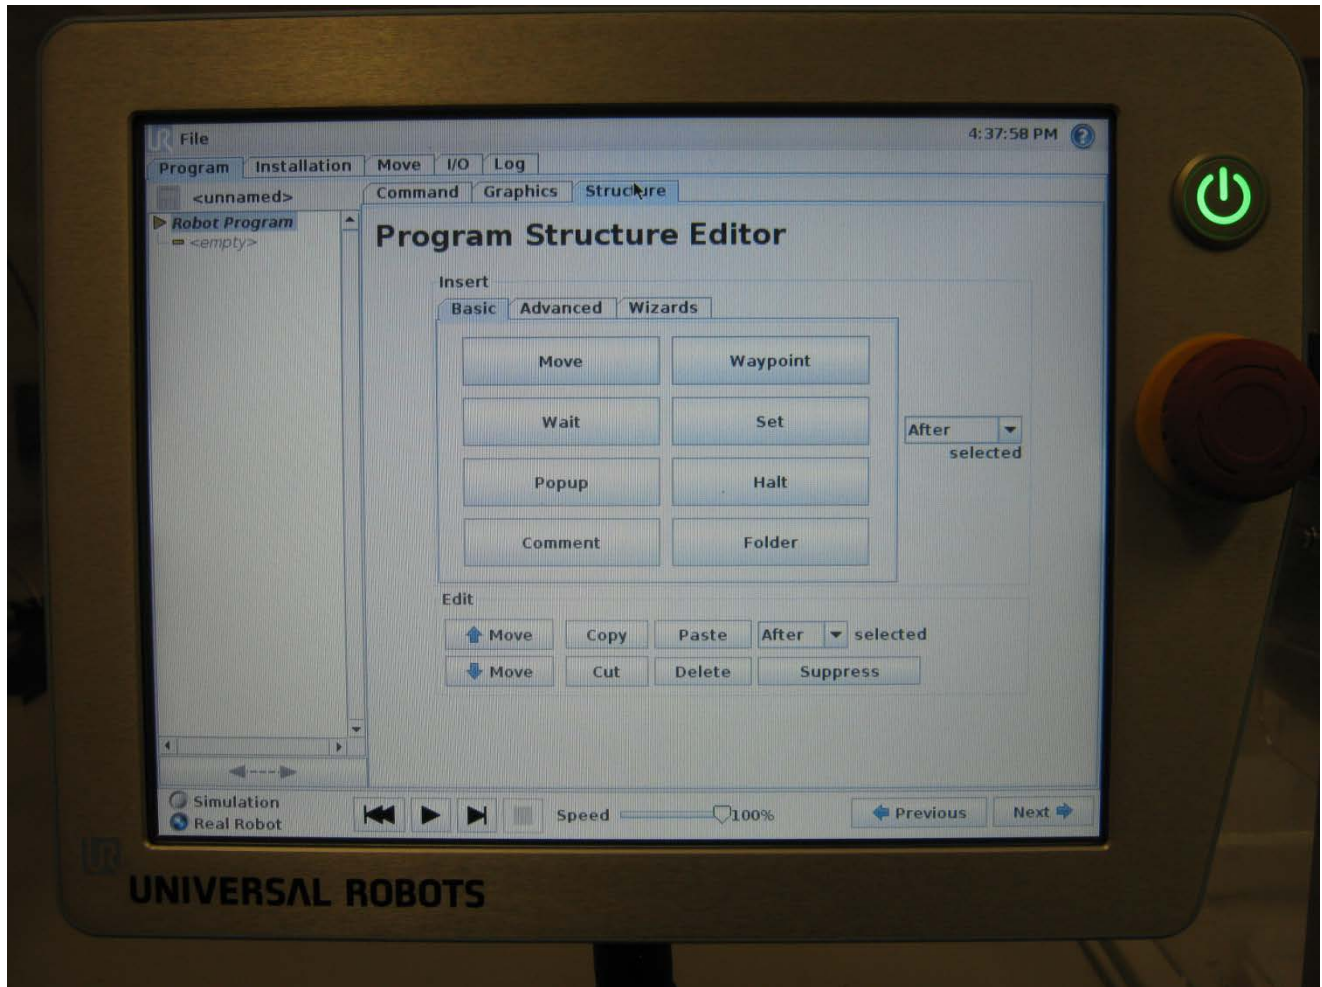 UR File 4:37:58 PM ?
Program Installation Move I/O Log
<unnamed> Command Graphics Structure
Robot Program
<empty>
Program Structure Editor
Insert
Basic Advanced Wizards
Move Waypoint
Wait Set
After
selected
Popup Halt
Comment Folder
Edit
Move Copy Paste After selected
Move Cut Delete Suppress
Simulation
Real Robot
Speed 100% Previous Next
UR
UNIVERSAL ROBOTS